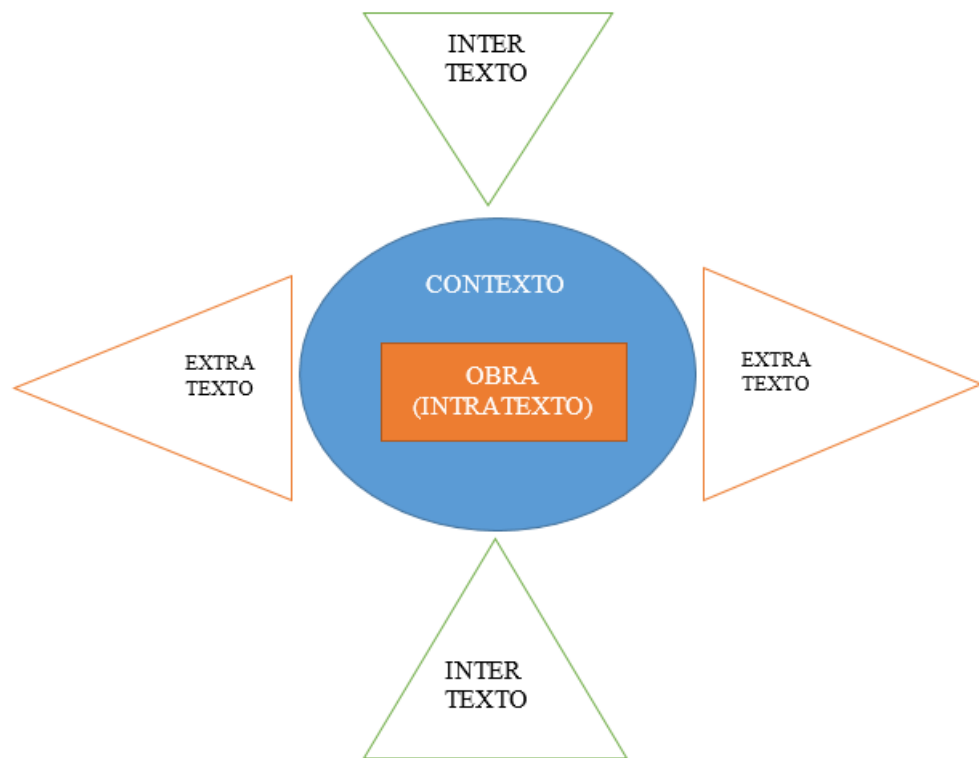 INTER
TEXTO
CONTEXTO
EXTRA
TEXTO
OBRA
(INTRATEXTO)
EXTRA
TEXTO
INTER
TEXTO